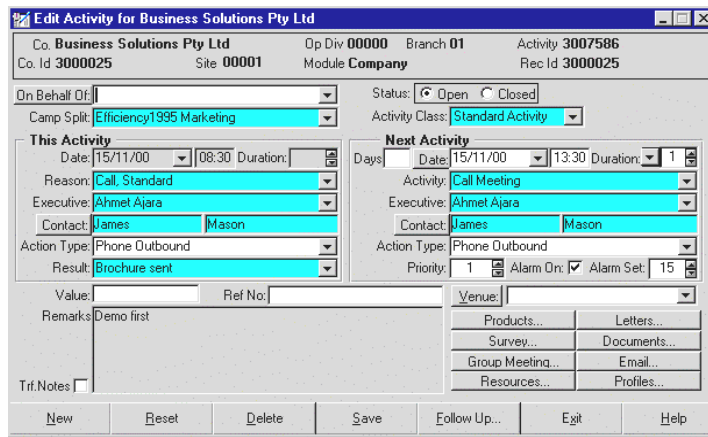 Edit Activity for Business Solutions Pty Ltd
Co. Business Solutions Pty Ltd Op Div 00000 Branch 01 Activity 3007586
Co. Id 3000025 Site 00001 Module Company Rec Id 3000025
On Behalf Of: Status: Open Closed
Camp Split: Efficiency1995 Marketing Activity Class: Standard Activity
This Activity Next Activity
Date: 15/11/00 08:30 Duration: Days Date: 15/11/00 13:30 Duration: 1
Reason: Call, Standard Activity: Call Meeting
Executive: Ahmet Ajara Executive: Ahmet Ajara
Contact: James Mason Contact: James Mason
Action Type: Phone Outbound Action Type: Phone Outbound
Result: Brochure sent Priority: 1 Alarm On: Alarm Set: 15
Value: Ref No: Venue:
Remarks Demo first Products... Letters...
Survey... Documents...
Group Meeting... Email...
Trf.Notes Resources... Profiles...
New Reset Delete Save Follow Up... Exit Help